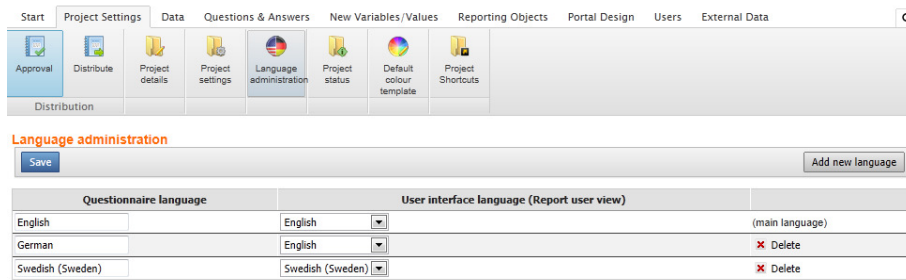 Start Project Settings Data Questions & Answers New Variables/Values Reporting Objects Portal Design Users External Data
Approval Distribute Project details Project settings Language administration Project status Default colour template Project Shortcuts
Distribution
Language administration
Save Add new language
Questionnaire language User interface language (Report user view)
English English (main language)
German English Delete
Swedish (Sweden) Swedish (Sweden) Delete